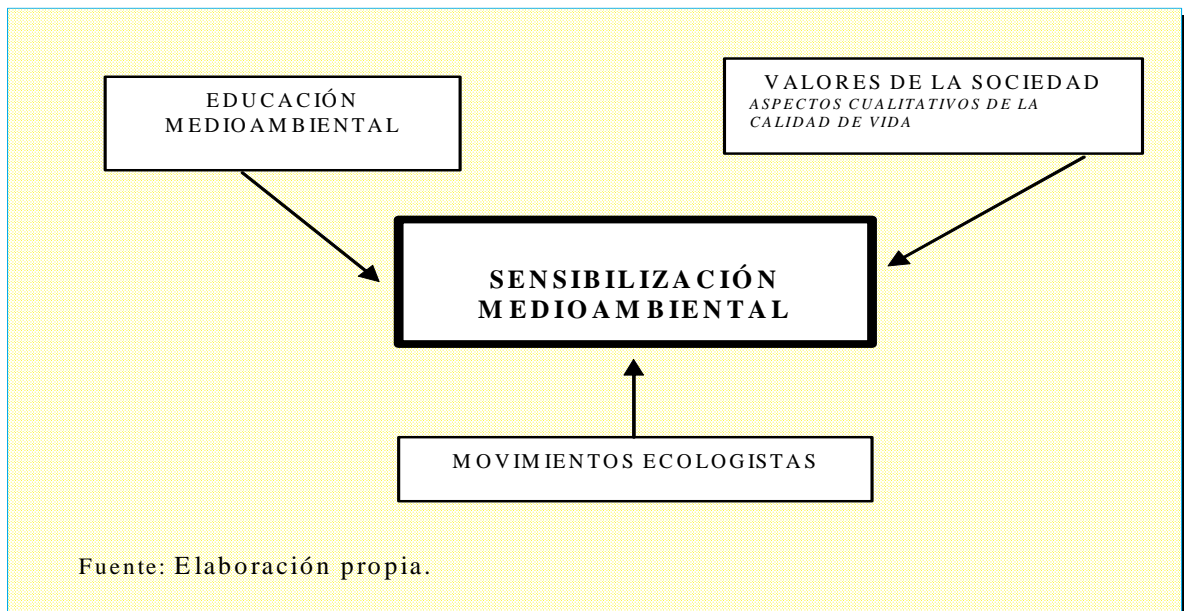 EDUCACIÓN
MEDIOAMBIENTAL
VALORES DE LA SOCIEDAD
ASPECTOS CUALITATIVOS DE LA
CALIDAD DE VIDA
SENSIBILIZACIÓN
MEDIOAMBIENTAL
MOVIMIENTOS ECOLOGISTAS
Fuente: Elaboración propia.